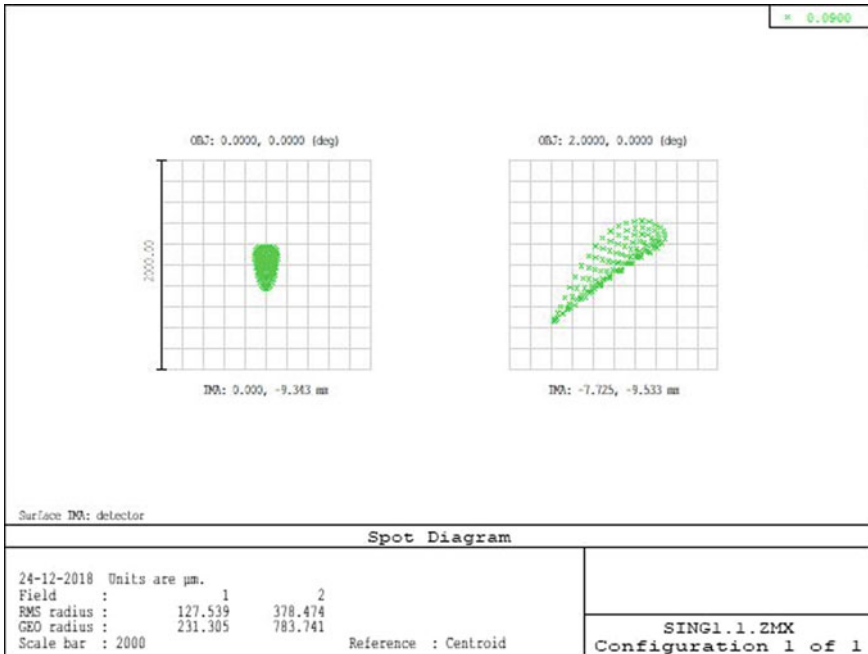 × 0.0900
OBJ: 0.0000, 0.0000 (deg) OBJ: 2.0000, 0.0000 (deg)
2000.00
IMA: 0.000, -9.343 mm IMA: -7.725, -9.533 mm
Surface IMA: detector
Spot Diagram
24-12-2018 Units are µm.
Field : 1 2
RMS radius : 127.539 378.474
GEO radius : 231.305 783.741
Scale bar : 2000 Reference : Centroid
SING1.1.ZMX
Configuration 1 of 1